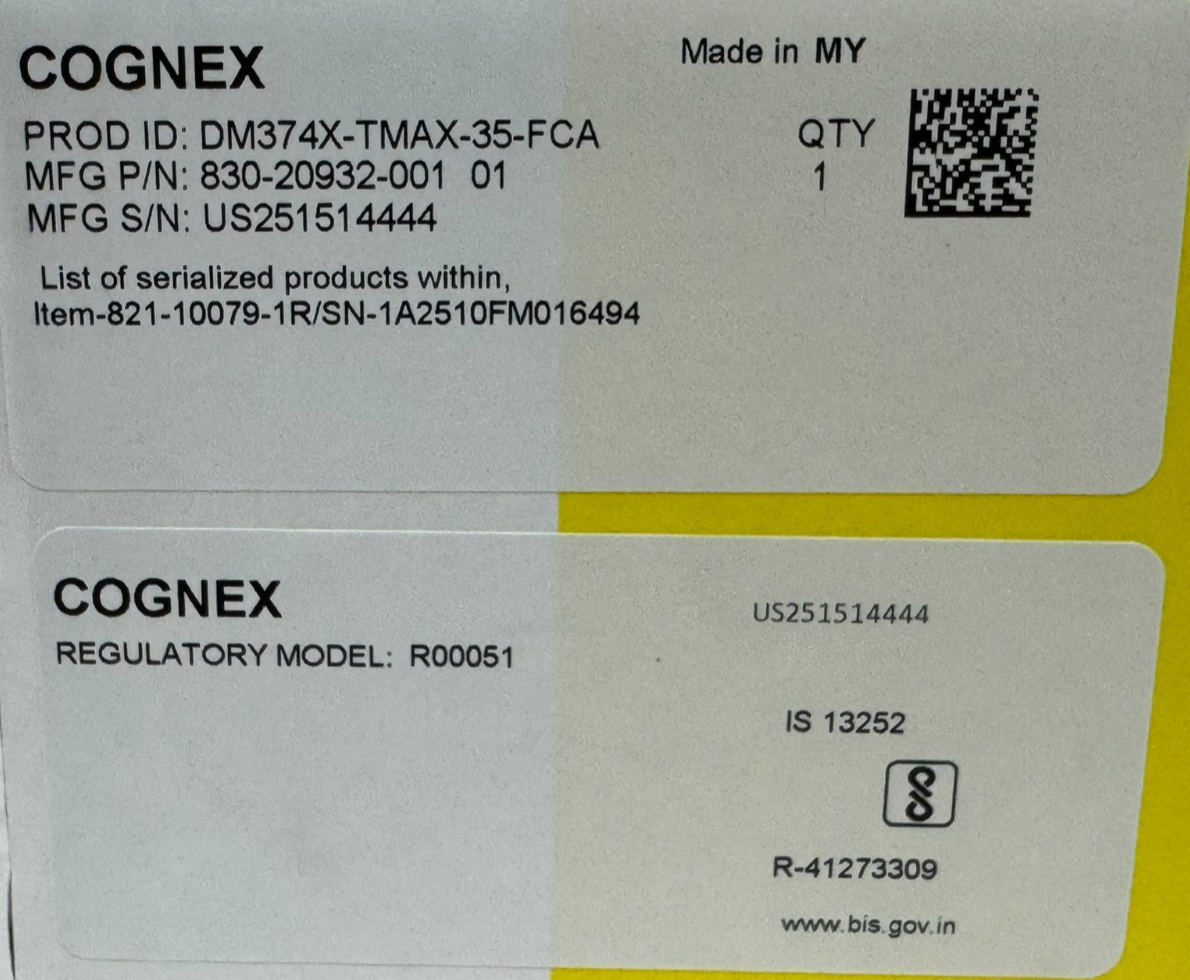 COGNEX
Made in MY
PROD ID: DM374X-TMAX-35-FCA
QTY
MFG P/N: 830-20932-001 01
1
MFG S/N: US251514444
List of serialized products within,
Item-821-10079-1R/SN-1A2510FM016494
COGNEX
US251514444
REGULATORY MODEL: R00051
IS 13252
R-41273309
www.bis.gov.in